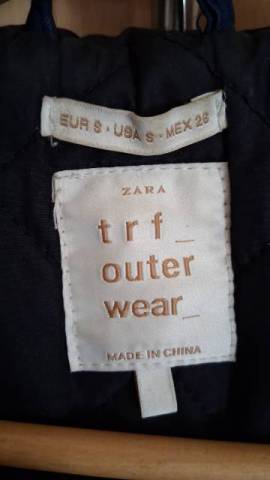 EUR S · USA S · MEX 26
ZARA
trf_
outer
wear_
MADE IN CHINA